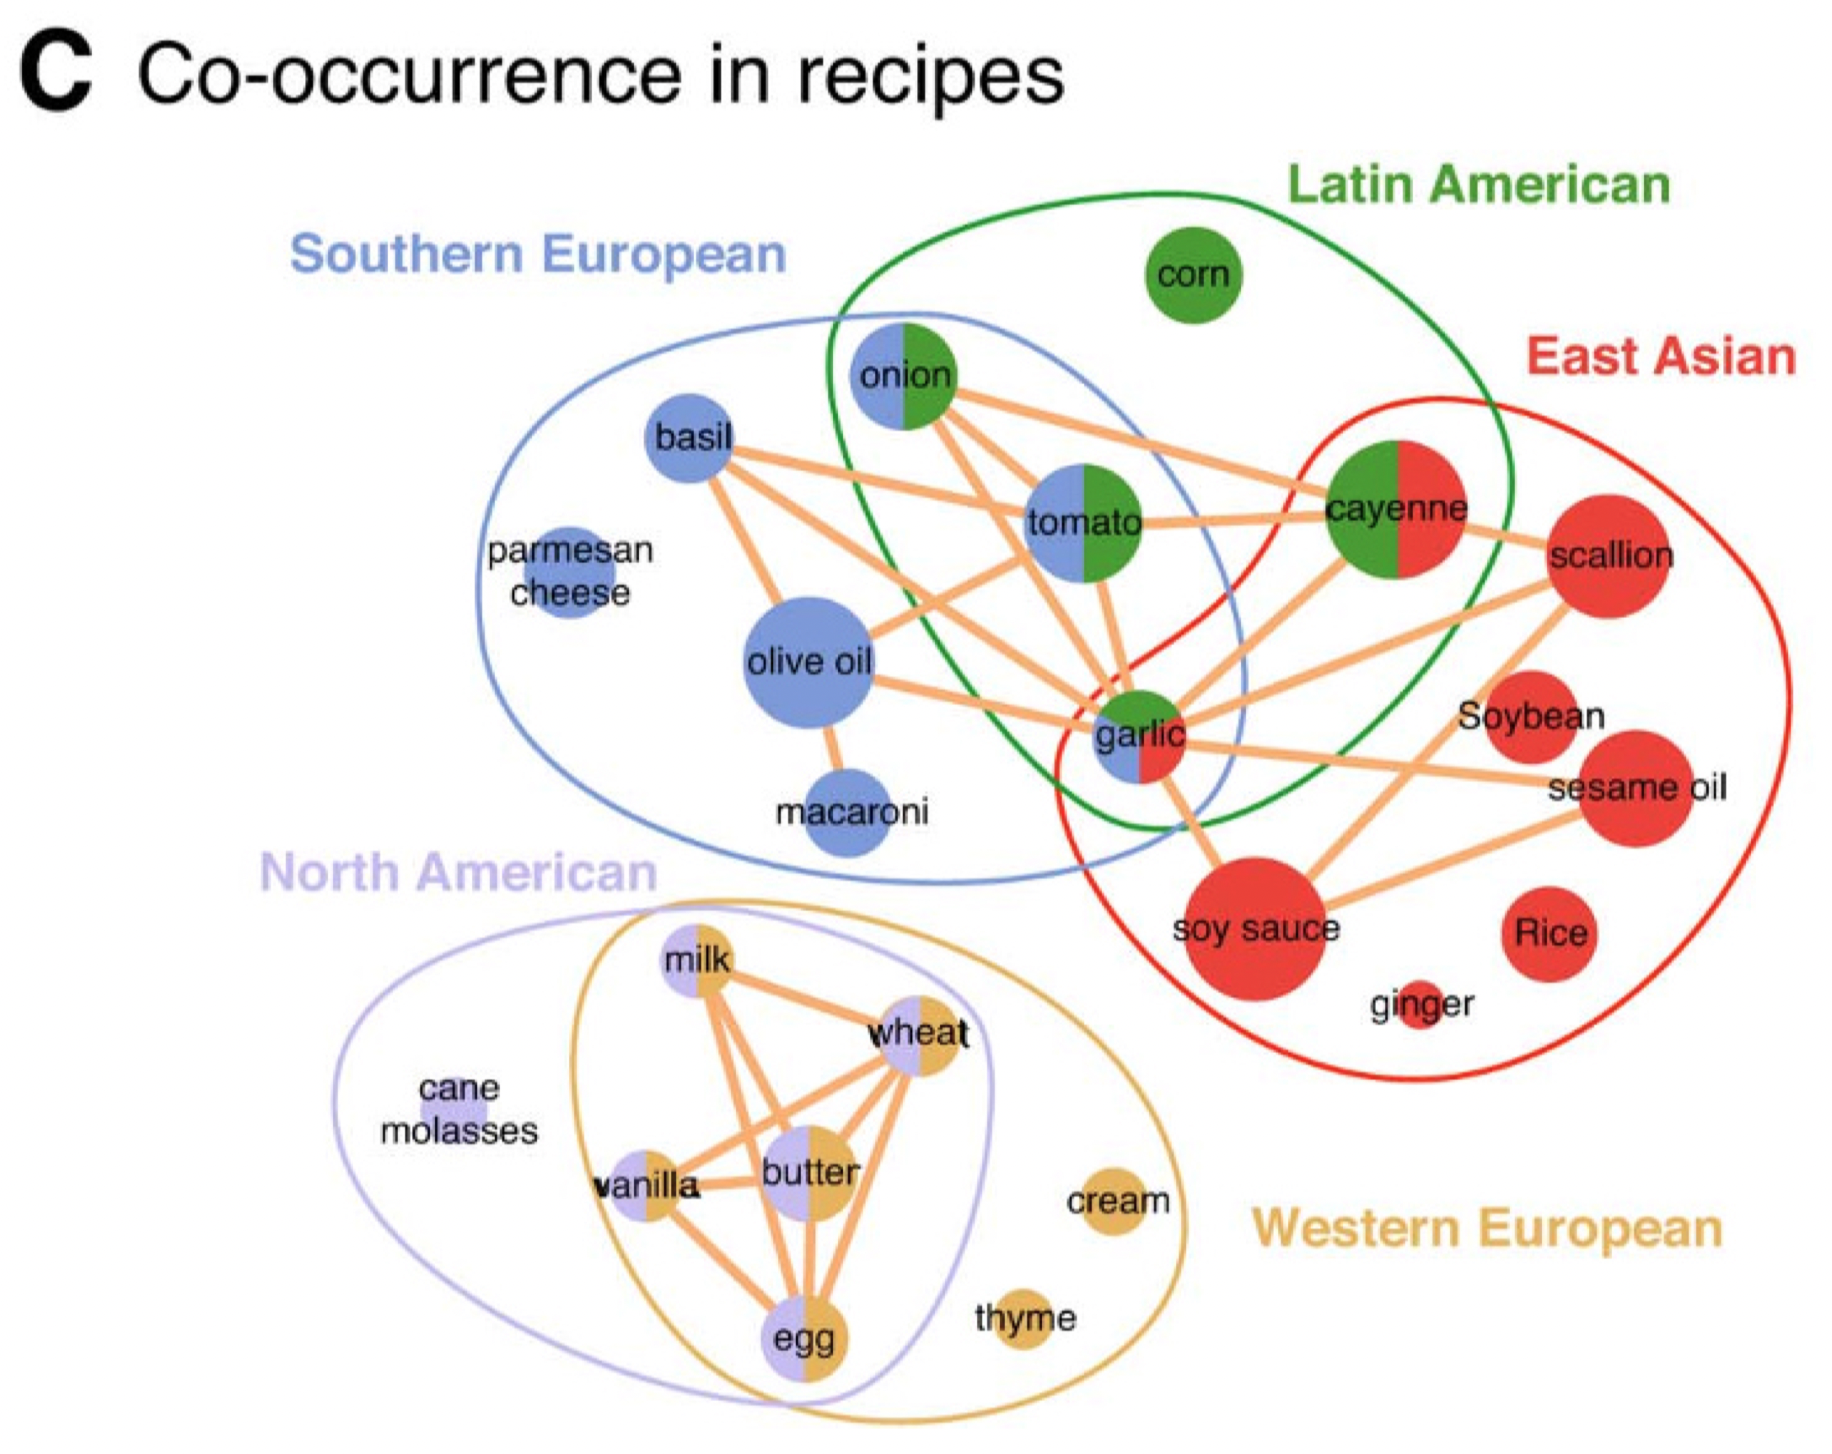 C Co-occurrence in recipes
Latin American
Southern European
corn
East Asian
onion
basil
cayenne
tomato
scallion
parmesan
cheese
olive oil
Soybean
garlic
sesame oil
macaroni
North American
soy sauce
Rice
milk
ginger
wheat
cane
molasses
butter
vanilla
cream
Western European
thyme
egg